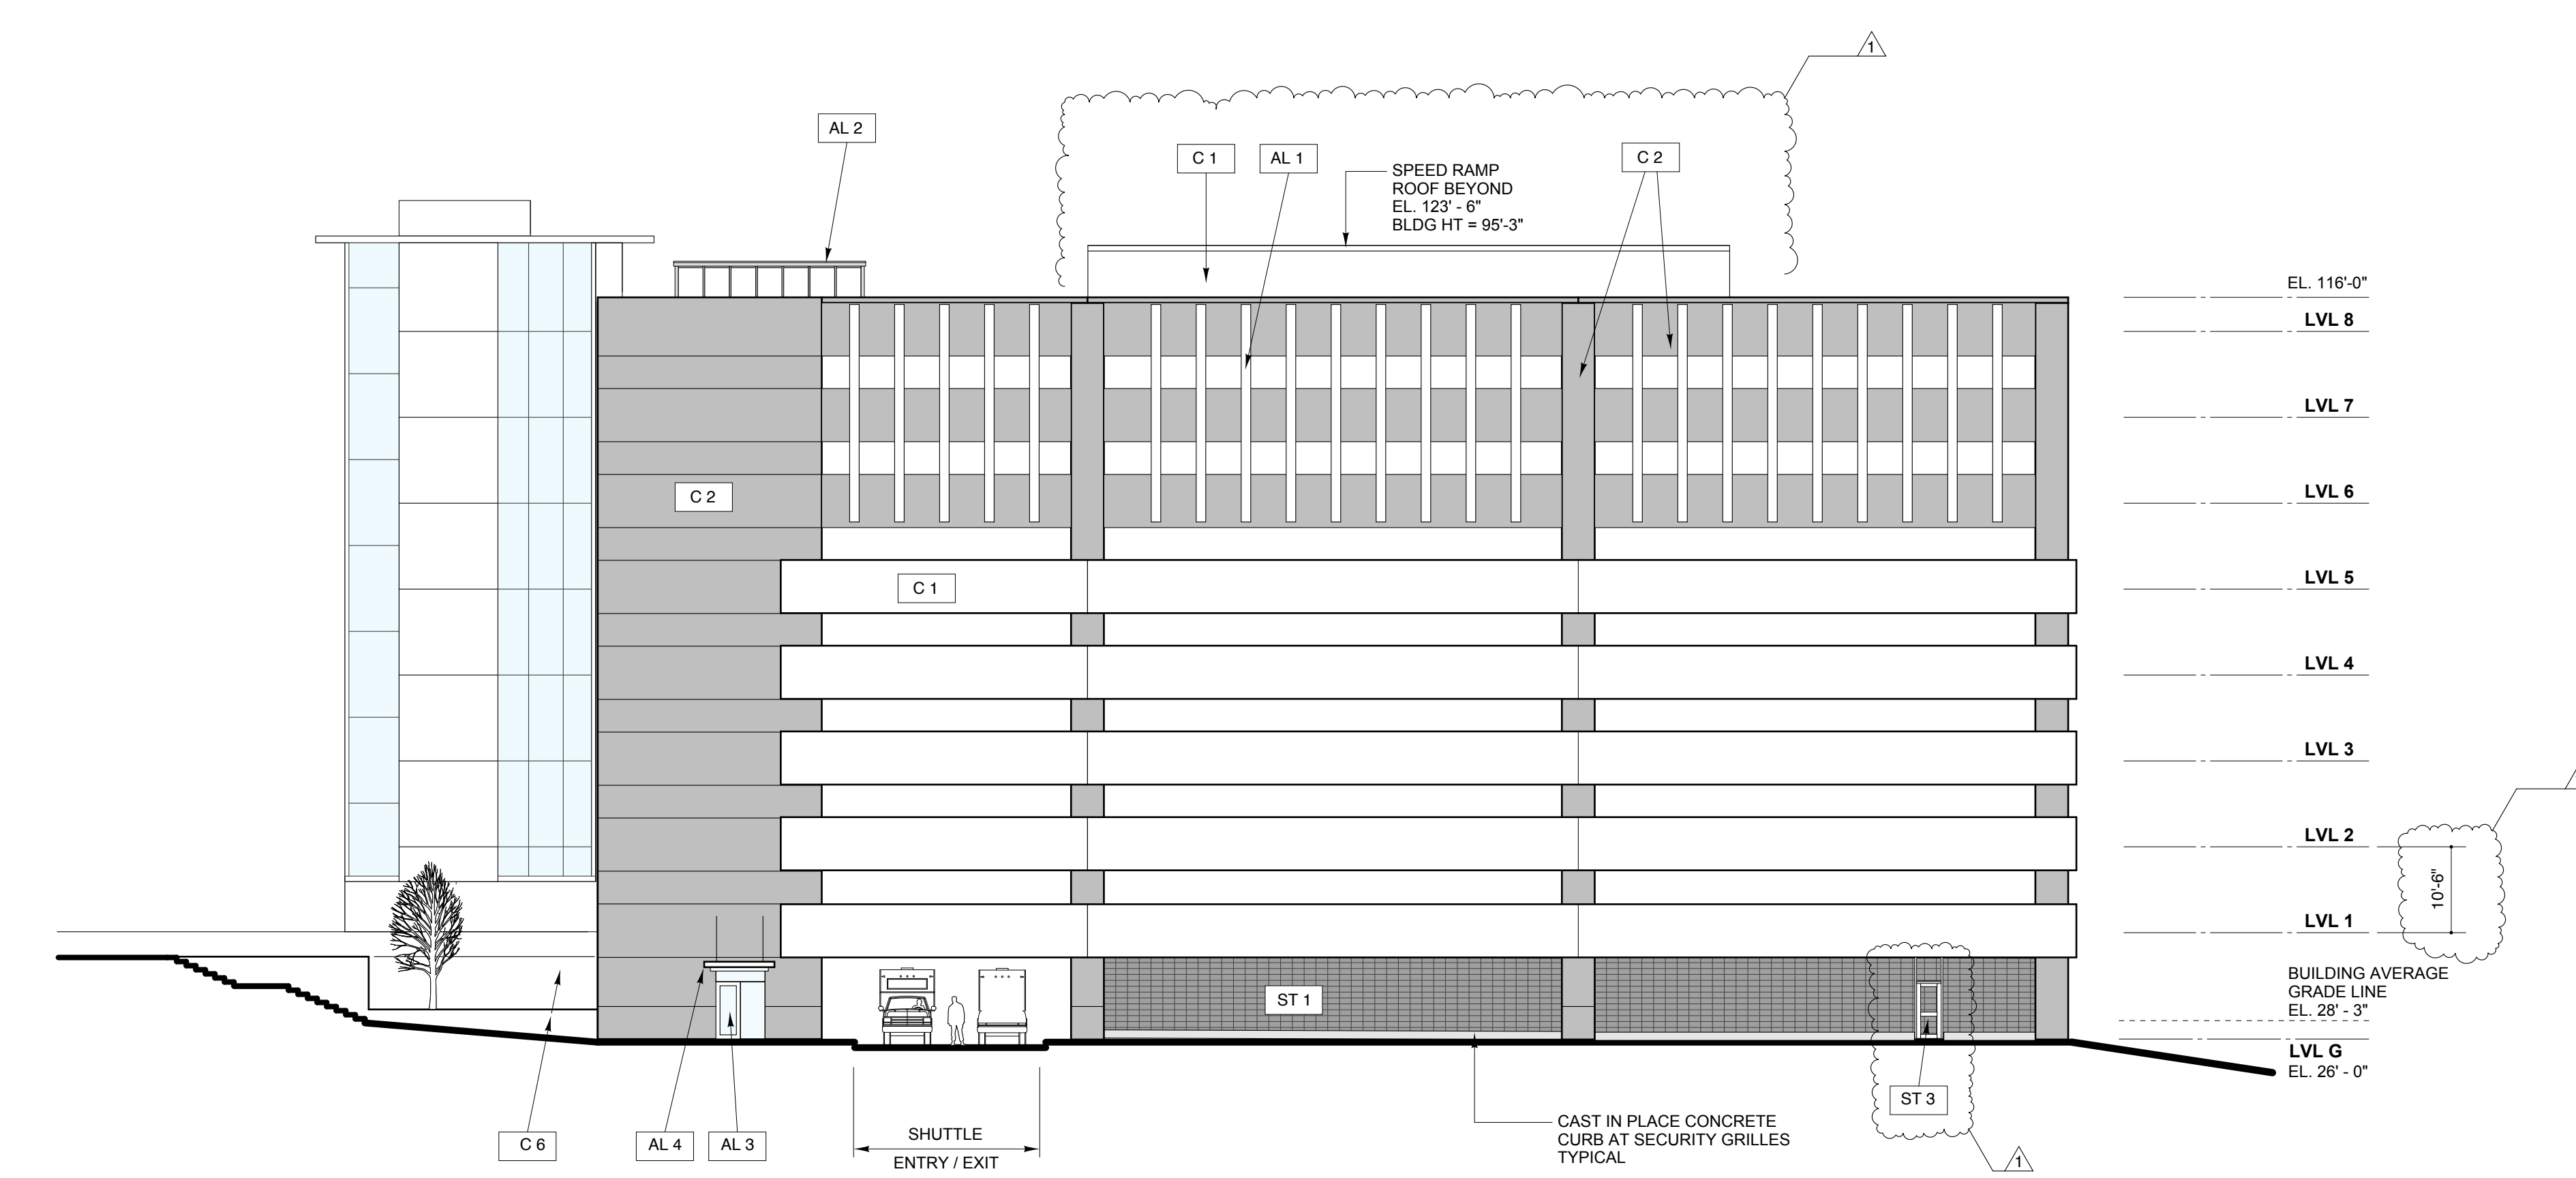 1
AL 2
C 1
AL 1
C 2
SPEED RAMP
ROOF BEYOND
EL. 123' - 6"
BLDG HT = 95'-3"
EL. 116'-0"
LVL 8
LVL 7
LVL 6
C 2
LVL 5
C 1
LVL 4
LVL 3
LVL 2
10'-6"
LVL 1
BUILDING AVERAGE
GRADE LINE
EL. 28' - 3"
ST 1
LVL G
EL. 26' - 0"
ST 3
C 6
AL 4
AL 3
SHUTTLE
ENTRY / EXIT
CAST IN PLACE CONCRETE
CURB AT SECURITY GRILLES
TYPICAL
1